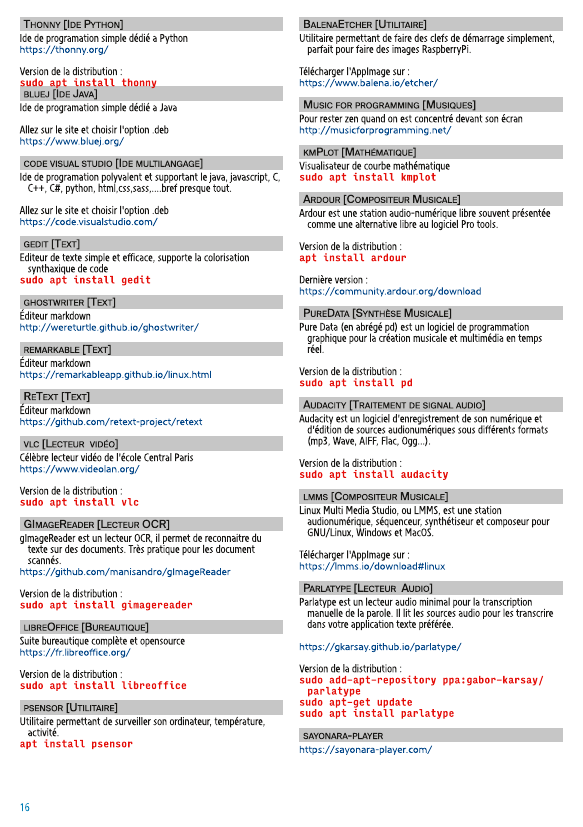 THONNY [IDE PYTHON]
Ide de programation simple dédié a Python
https://thonny.org/
Version de la distribution :
sudo apt install thonny
BLUEJ [IDE JAVA]
Ide de programation simple dédié a Java
Allez sur le site et choisir l'option .deb
https://www.bluej.org/
CODE VISUAL STUDIO [IDE MULTILANGAGE]
Ide de programation polyvalent et supportant le java, javascript, C,
C++, C#, python, html,css,sass,....bref presque tout.
Allez sur le site et choisir l'option .deb
https://code.visualstudio.com/
GEDIT [TEXT]
Editeur de texte simple et efficace, supporte la colorisation
synthaxique de code
sudo apt install gedit
GHOSTWRITER [TEXT]
Éditeur markdown
http://wereturtle.github.io/ghostwriter/
REMARKABLE [TEXT]
Éditeur markdown
https://remarkableapp.github.io/linux.html
RETEXT [TEXT]
Éditeur markdown
https://github.com/retext-project/retext
VLC [LECTEUR VIDÉO]
Célèbre lecteur vidéo de l'école Central Paris
https://www.videolan.org/
Version de la distribution :
sudo apt install vlc
GIMAGEREADER [LECTEUR OCR]
gImageReader est un lecteur OCR, il permet de reconnaitre du
texte sur des documents. Très pratique pour les document
scannés.
https://github.com/manisandro/gImageReader
Version de la distribution :
sudo apt install gimagereader
LIBREOFFICE [BUREAUTIQUE]
Suite bureautique complète et opensource
https://fr.libreoffice.org/
Version de la distribution :
sudo apt install libreoffice
PSENSOR [UTILITAIRE]
Utilitaire permettant de surveiller son ordinateur, température,
activité.
apt install psensor
BALENAETCHER [UTILITAIRE]
Utilitaire permettant de faire des clefs de démarrage simplement,
parfait pour faire des images RaspberryPi.
Télécharger l'AppImage sur :
https://www.balena.io/etcher/
MUSIC FOR PROGRAMMING [MUSIQUES]
Pour rester zen quand on est concentré devant son écran
http://musicforprogramming.net/
KMPLOT [MATHÉMATIQUE]
Visualisateur de courbe mathématique
sudo apt install kmplot
ARDOUR [COMPOSITEUR MUSICALE]
Ardour est une station audio-numérique libre souvent présentée
comme une alternative libre au logiciel Pro tools.
Version de la distribution :
apt install ardour
Dernière version :
https://community.ardour.org/download
PUREDATA [SYNTHÈSE MUSICALE]
Pure Data (en abrégé pd) est un logiciel de programmation
graphique pour la création musicale et multimédia en temps
réel.
Version de la distribution :
sudo apt install pd
AUDACITY [TRAITEMENT DE SIGNAL AUDIO]
Audacity est un logiciel d'enregistrement de son numérique et
d'édition de sources audionumériques sous différents formats
(mp3, Wave, AIFF, Flac, Ogg...).
Version de la distribution :
sudo apt install audacity
LMMS [COMPOSITEUR MUSICALE]
Linux Multi Media Studio, ou LMMS, est une station
audionumérique, séquenceur, synthétiseur et composeur pour
GNU/Linux, Windows et MacOS.
Télécharger l'AppImage sur :
https://lmms.io/download#linux
PARLATYPE [LECTEUR AUDIO]
Parlatype est un lecteur audio minimal pour la transcription
manuelle de la parole. Il lit les sources audio pour les transcrire
dans votre application texte préférée.
https://gkarsay.github.io/parlatype/
Version de la distribution :
sudo add-apt-repository ppa:gabor-karsay/
parlatype
sudo apt-get update
sudo apt install parlatype
SAYONARA-PLAYER
https://sayonara-player.com/
16